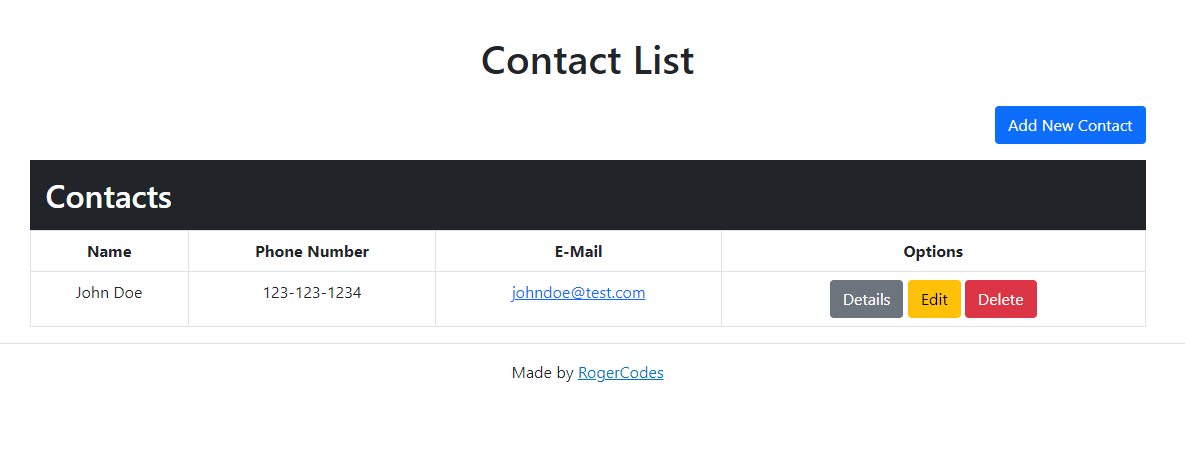 Contact List
Add New Contact
Contacts
Name Phone Number E-Mail Options
John Doe 123-123-1234 johndoe@test.com Details Edit Delete
Made by RogerCodes